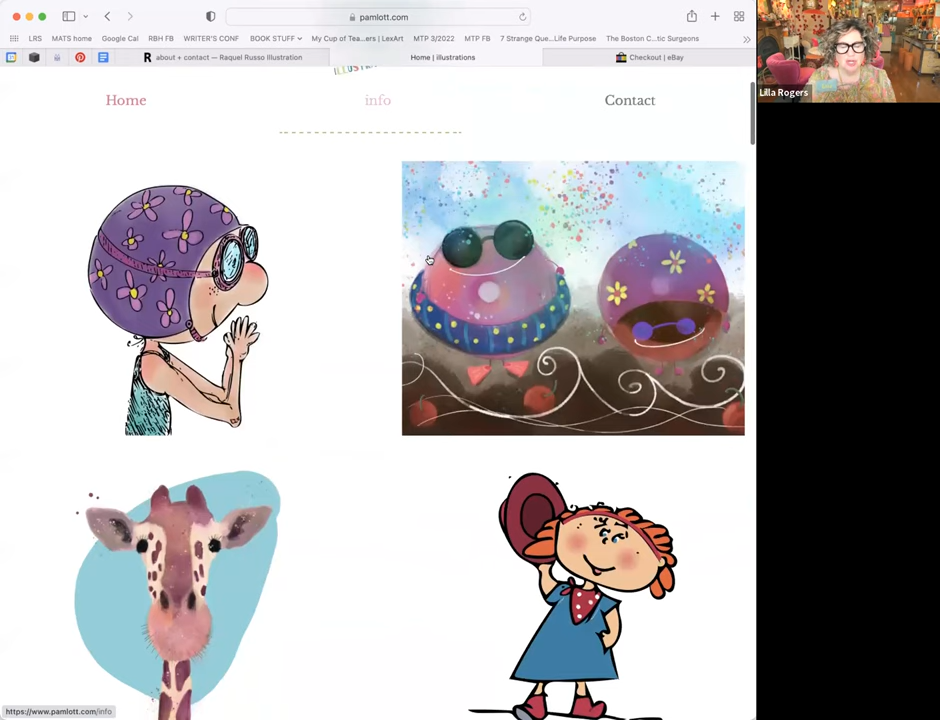 pamlott.com
LRS MATS home Google Cal RBH FB WRITER'S CONF BOOK STUFF My Cup of Tea...ers | LexArt MTP 3/2022 MTP FB 7 Strange Que...Life Purpose The Boston C...tic Surgeons
R about + contact — Raquel Russo Illustration Home | illustrations Checkout | eBay
Lilla Rogers
Home info Contact
https://www.pamlott.com/info